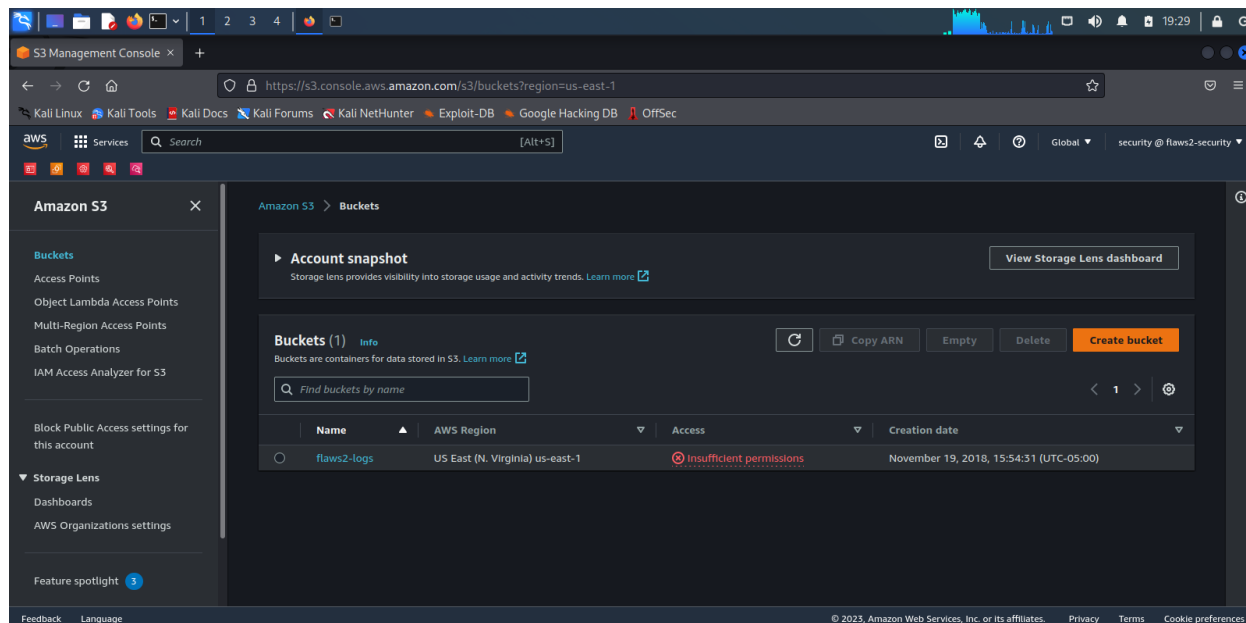 1 2 3 4
19:29
S3 Management Console
https://s3.console.aws.amazon.com/s3/buckets?region=us-east-1
Kali Linux Kali Tools Kali Docs Kali Forums Kali NetHunter Exploit-DB Google Hacking DB OffSec
aws Services Search [Alt+S] Global security @ flaws2-security
Amazon S3
Buckets
Access Points
Object Lambda Access Points
Multi-Region Access Points
Batch Operations
IAM Access Analyzer for S3
Block Public Access settings for
this account
Storage Lens
Dashboards
AWS Organizations settings
Feature spotlight 3
Amazon S3 > Buckets
Account snapshot
Storage lens provides visibility into storage usage and activity trends. Learn more
View Storage Lens dashboard
Buckets (1) Info
Buckets are containers for data stored in S3. Learn more
Copy ARN Empty Delete Create bucket
Find buckets by name
1
Name AWS Region Access Creation date
flaws2-logs US East (N. Virginia) us-east-1 Insufficient permissions November 19, 2018, 15:54:31 (UTC-05:00)
Feedback Language © 2023, Amazon Web Services, Inc. or its affiliates. Privacy Terms Cookie preferences